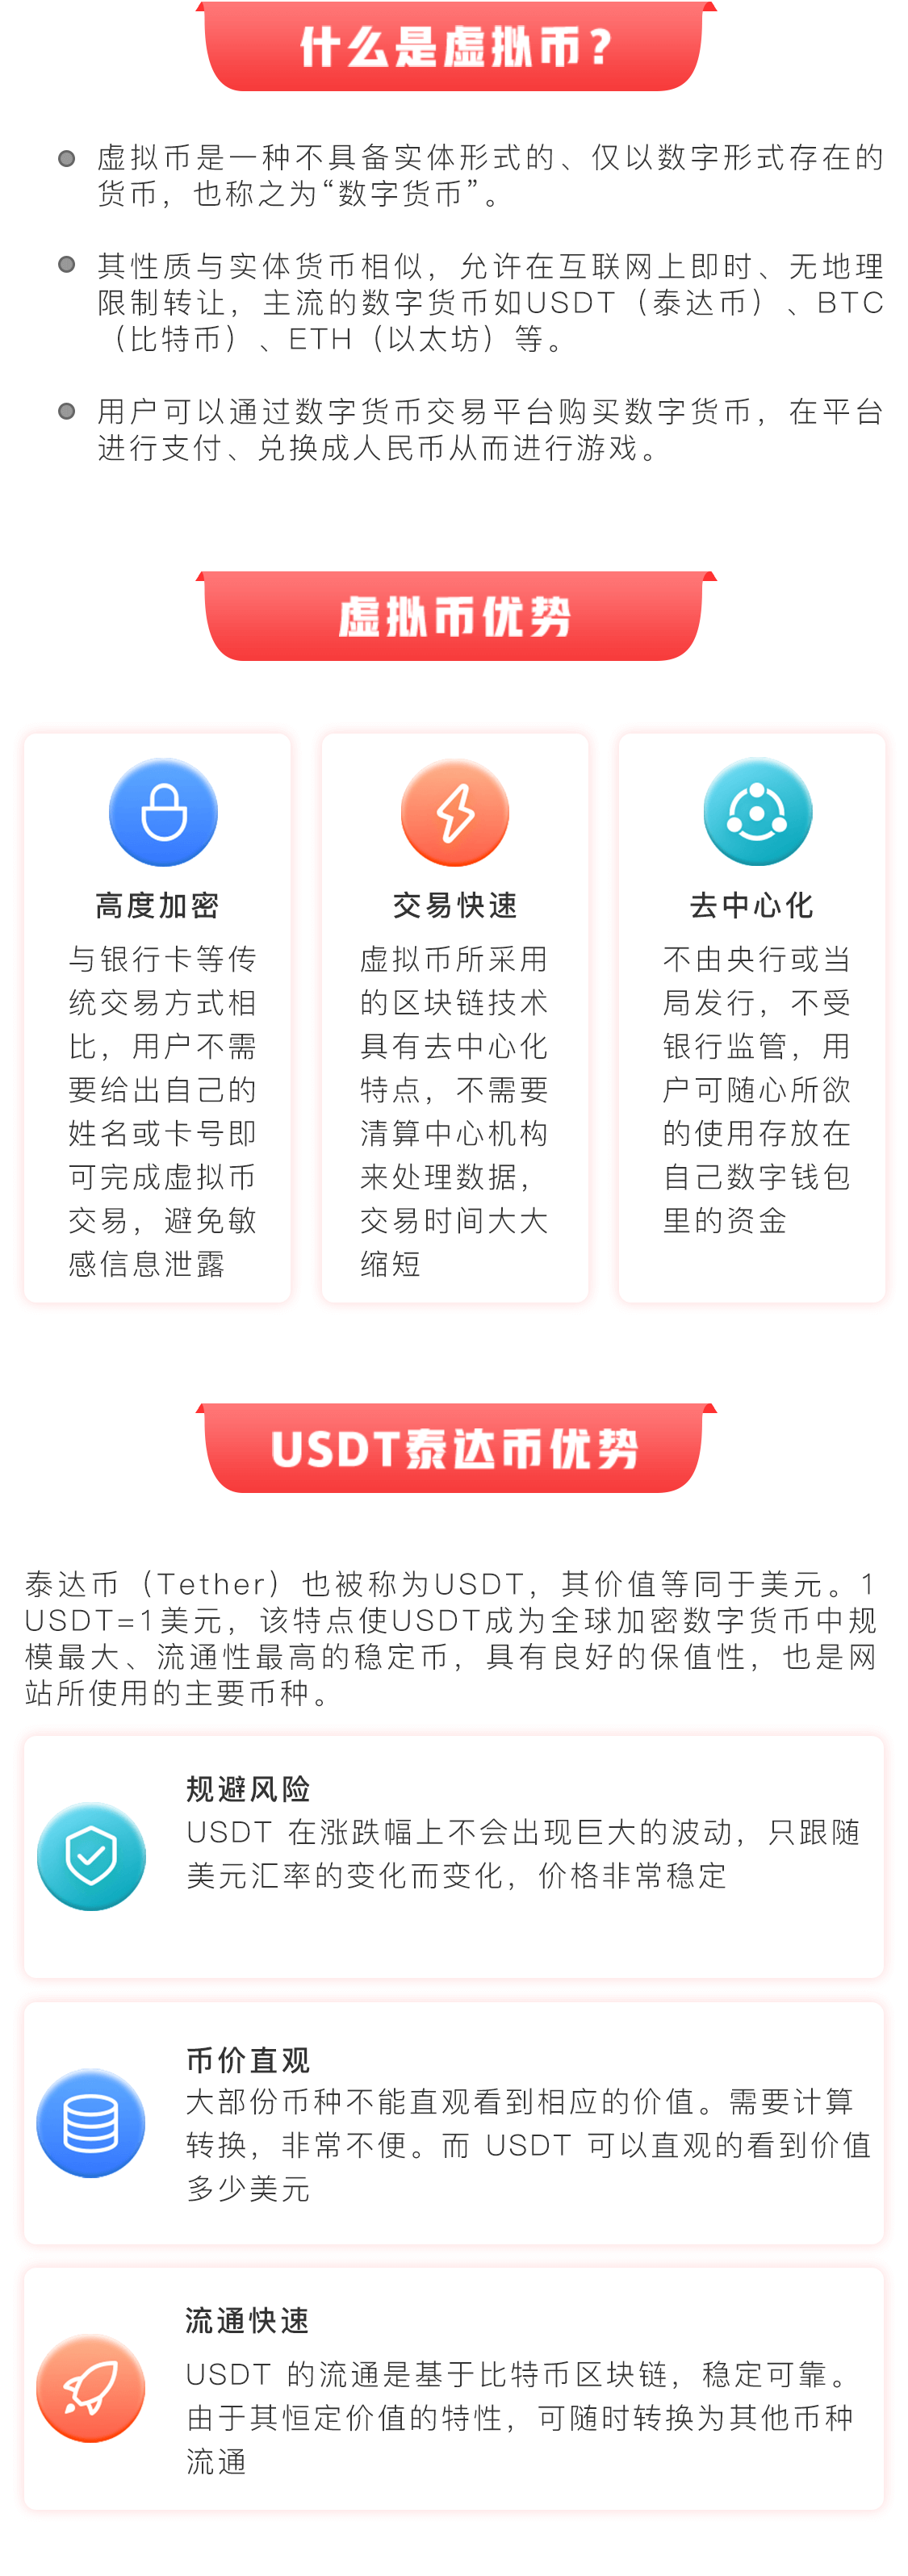 什么是虚拟币?
虚拟币是一种不具备实体形式的、仅以数字形式存在的
货币，也称之为“数字货币”。
其性质与实体货币相似，允许在互联网上即时、无地理
限制转让，主流的数字货币如USDT（泰达币）、BTC
（比特币）、ETH（以太坊）等。
用户可以通过数字货币交易平台购买数字货币，在平台
进行支付、兑换成人民币从而进行游戏。
虚拟币优势
高度加密
与银行卡等传
统交易方式相
比，用户不需
要给出自己的
姓名或卡号即
可完成虚拟币
交易，避免敏
感信息泄露
交易快速
虚拟币所采用
的区块链技术
具有去中心化
特点，不需要
清算中心机构
来处理数据，
交易时间大大
缩短
去中心化
不由央行或当
局发行，不受
银行监管，用
户可随心所欲
的使用存放在
自己数字钱包
里的资金
USDT泰达币优势
泰达币（Tether）也被称为USDT，其价值等同于美元。1
USDT=1美元，该特点使USDT成为全球加密数字货币中规
模最大、流通性最高的稳定币，具有良好的保值性，也是网
站所使用的主要币种。
规避风险
USDT 在涨跌幅上不会出现巨大的波动，只跟随
美元汇率的变化而变化，价格非常稳定
币价直观
大部份币种不能直观看到相应的价值。需要计算
转换，非常不便。而 USDT 可以直观的看到价值
多少美元
流通快速
USDT 的流通是基于比特币区块链，稳定可靠。
由于其恒定价值的特性，可随时转换为其他币种
流通